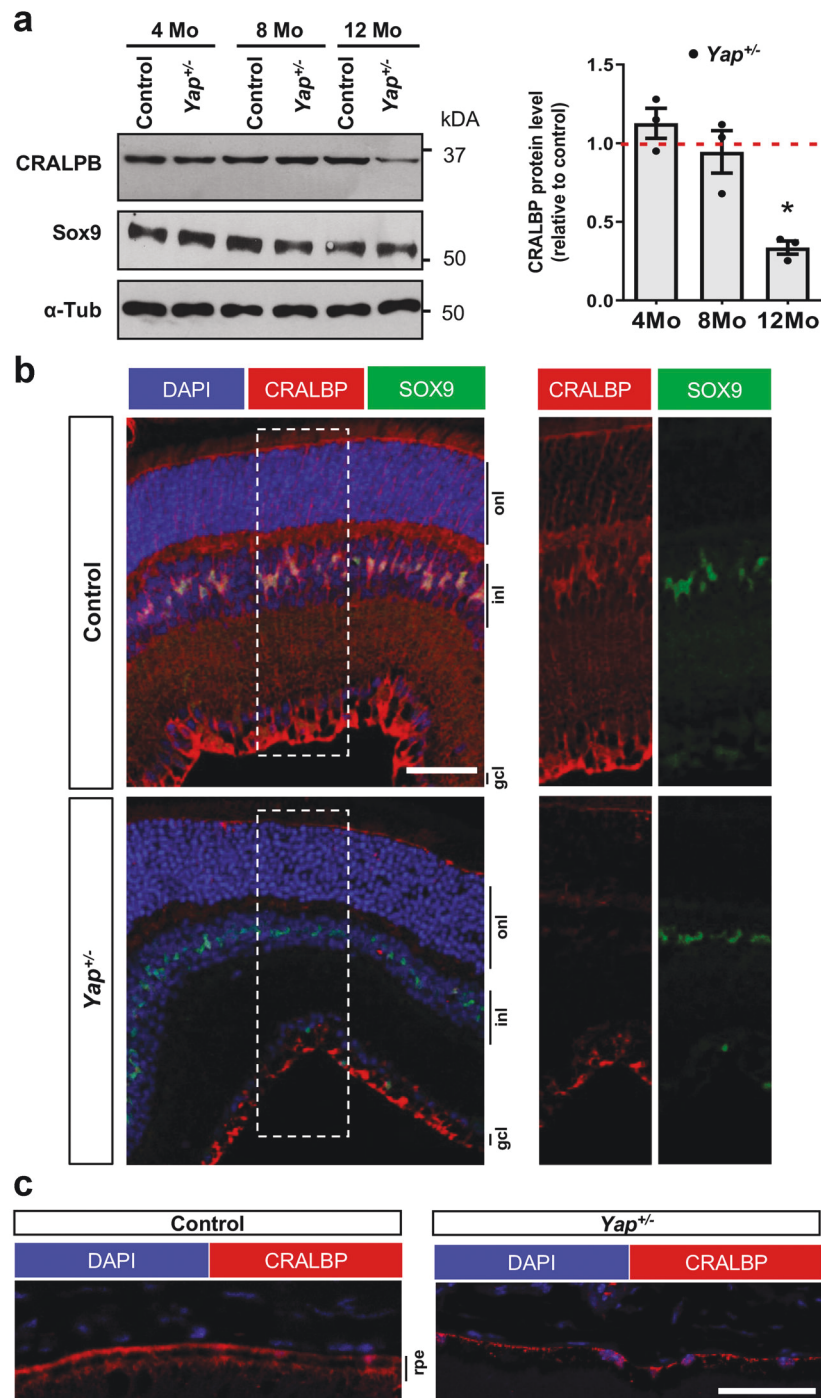 a
4 Mo 8 Mo 12 Mo
Control Yap+/- Control Yap+/- Control Yap+/-
kDA
CRALPB 37
Sox9 50
α-Tub 50
Yap+/-
CRALBP protein level
(relative to control)
1.5
1.0
0.5
0.0
*
4Mo 8Mo 12Mo
b
DAPI CRALBP SOX9 CRALBP SOX9
Control
onl
inl
gcl
Yap+/-
onl
inl
gcl
c
Control Yap+/-
DAPI CRALBP DAPI CRALBP
rpe